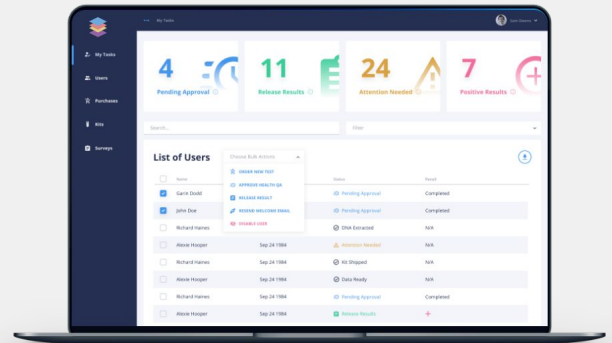 My Tasks
My Tasks
Users
Purchases
Kits
Surveys
4
Pending Approval
11
Release Results
24
Attention Needed
7
Positive Results
Search...
Filter
List of Users
Choose Bulk Actions
ORDER NEW TEST
APPROVE HEALTH QA
RELEASE RESULT
RESEND WELCOME EMAIL
DISABLE USER
Name Status Result
Garin Dodd Pending Approval Completed
John Doe Pending Approval Completed
Richard Haines DNA Extracted N/A
Alexie Hooper Sep 24 1984 Attention Needed N/A
Richard Haines Sep 24 1984 Kit Shipped N/A
Alexie Hooper Sep 24 1984 Data Ready N/A
Richard Haines Sep 24 1984 Pending Approval Completed
Alexie Hooper Sep 24 1984 Release Results +